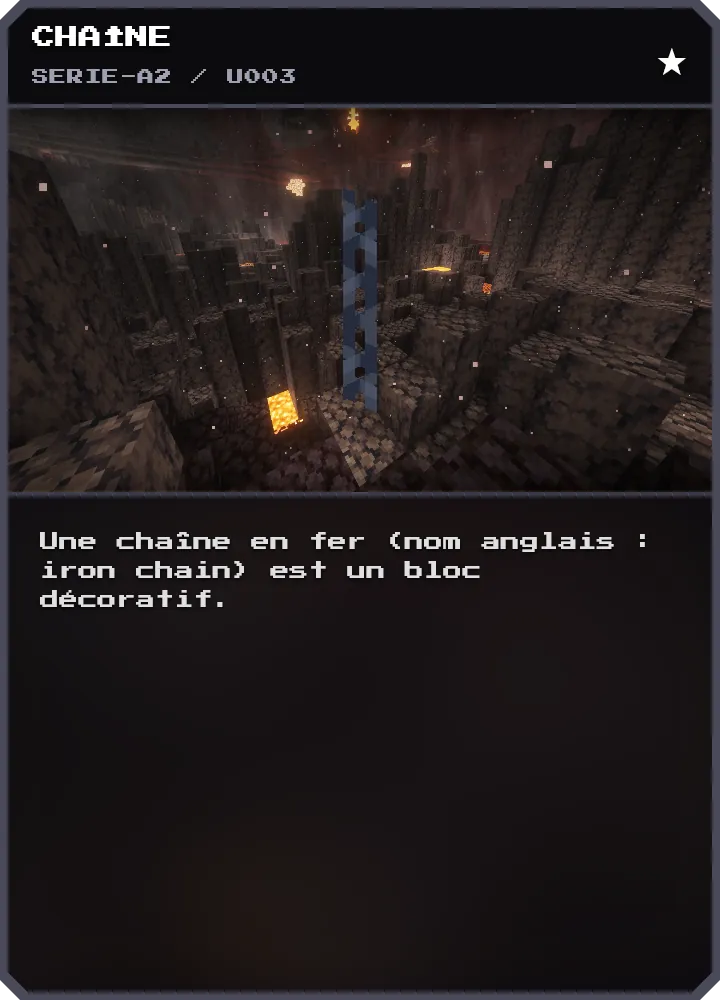 CHAÎNE
SERIE-A2 / U003
Une chaîne en fer (nom anglais :
iron chain) est un bloc
décoratif.